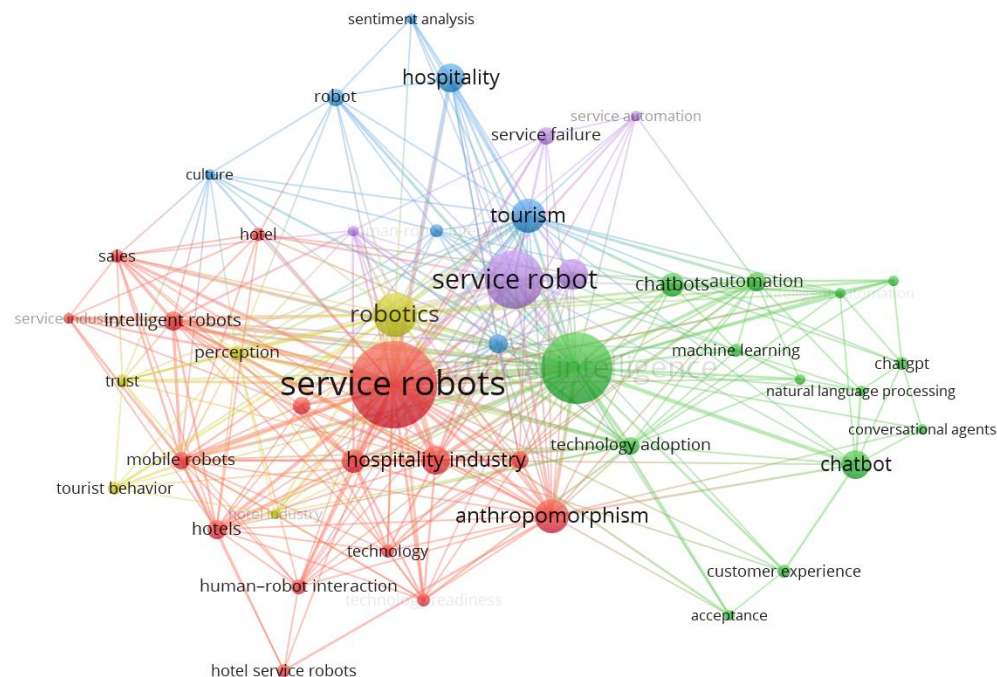 sentiment analysis
hospitality
robot
service automation
service failure
culture
tourism
hotel
sales
service robot
chatbots
automation
robotics
intelligent robots
perception
machine learning
chatgpt
service robots
intelligence
trust
natural language processing
conversational agents
technology adoption
mobile robots
hospitality industry
chatbot
tourist behavior
hotel industry
anthropomorphism
hotels
technology
human–robot interaction
customer experience
technology readiness
acceptance
hotel service robots